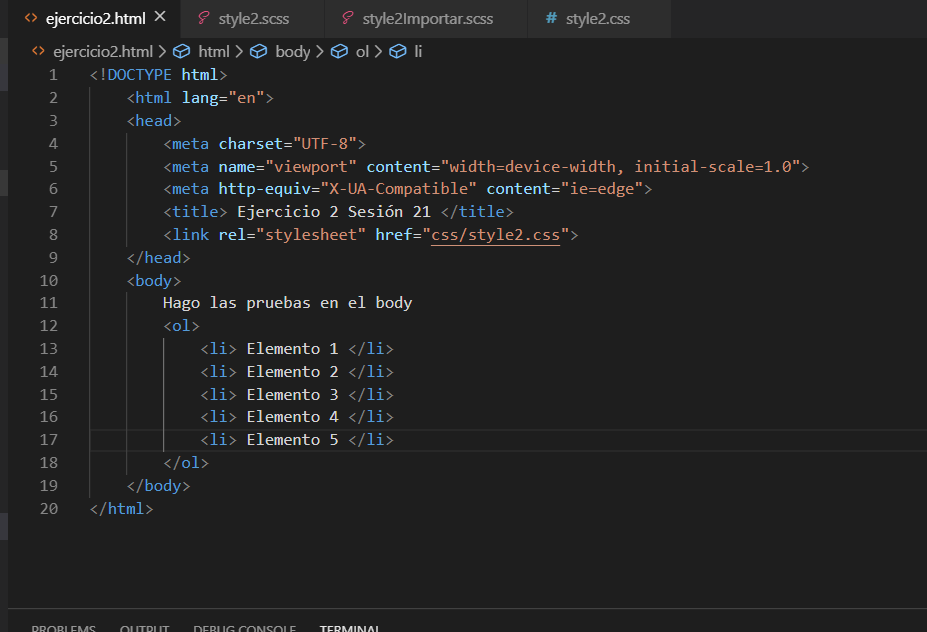 ejercicio2.html style2.scss style2Importar.scss # style2.css
ejercicio2.html > html > body > ol > li
1 <!DOCTYPE html>
2 <html lang="en">
3 <head>
4 <meta charset="UTF-8">
5 <meta name="viewport" content="width=device-width, initial-scale=1.0">
6 <meta http-equiv="X-UA-Compatible" content="ie=edge">
7 <title> Ejercicio 2 Sesión 21 </title>
8 <link rel="stylesheet" href="css/style2.css">
9 </head>
10 <body>
11 Hago las pruebas en el body
12 <ol>
13 <li> Elemento 1 </li>
14 <li> Elemento 2 </li>
15 <li> Elemento 3 </li>
16 <li> Elemento 4 </li>
17 <li> Elemento 5 </li>
18 </ol>
19 </body>
20 </html>
PROBLEMS OUTPUT DEBUG CONSOLE TERMINAL